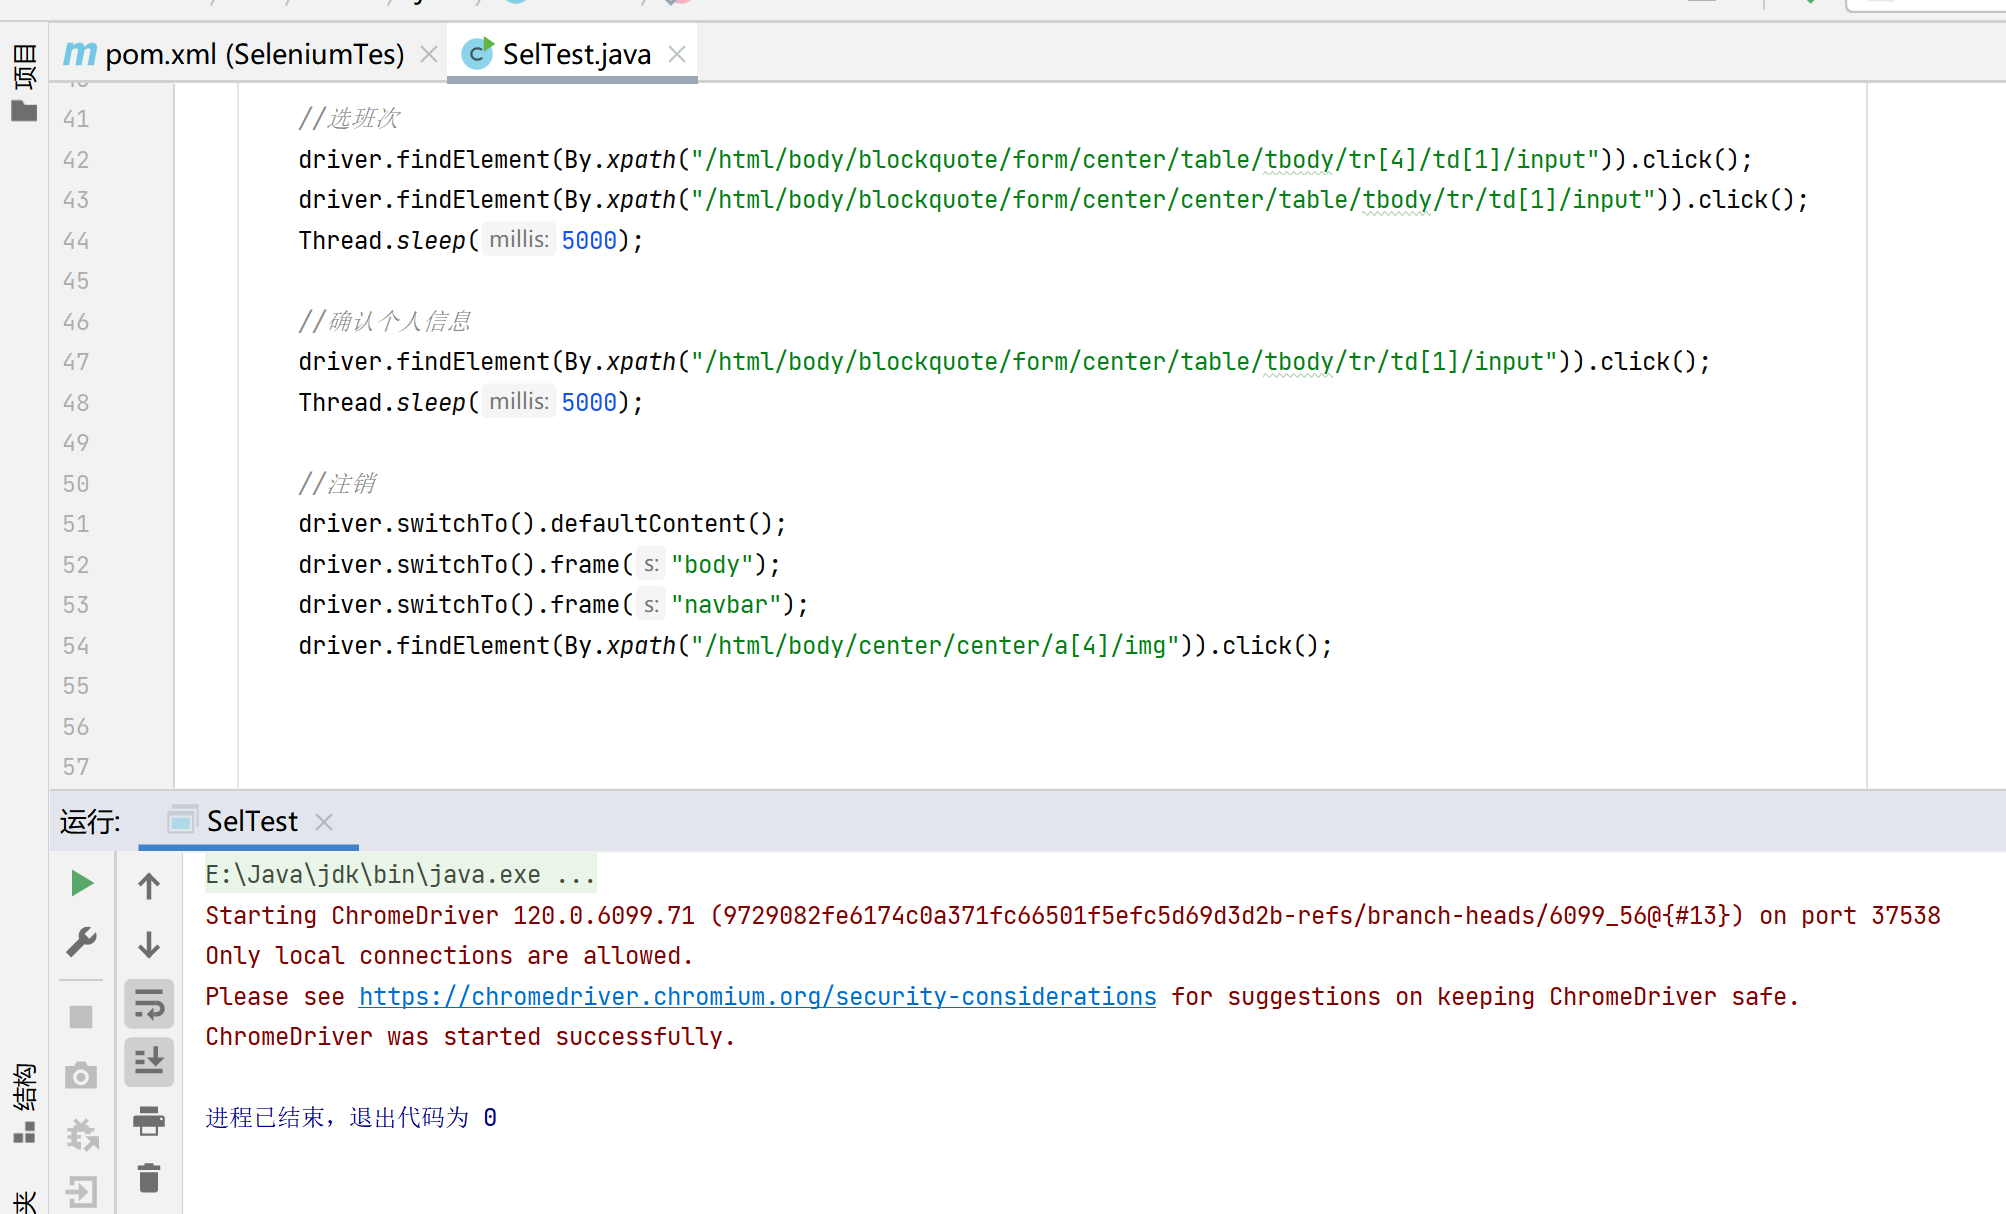 项目
m pom.xml (SeleniumTes)
C SelTest.java
41 //选班次
42 driver.findElement(By.xpath("/html/body/blockquote/form/center/table/tbody/tr[4]/td[1]/input")).click();
43 driver.findElement(By.xpath("/html/body/blockquote/form/center/center/table/tbody/tr/td[1]/input")).click();
44 Thread.sleep( millis: 5000);
45
46 //确认个人信息
47 driver.findElement(By.xpath("/html/body/blockquote/form/center/table/tbody/tr/td[1]/input")).click();
48 Thread.sleep( millis: 5000);
49
50 //注销
51 driver.switchTo().defaultContent();
52 driver.switchTo().frame( s: "body");
53 driver.switchTo().frame( s: "navbar");
54 driver.findElement(By.xpath("/html/body/center/center/a[4]/img")).click();
55
56
57
运行: SelTest
E:\Java\jdk\bin\java.exe ...
Starting ChromeDriver 120.0.6099.71 (9729082fe6174c0a371fc66501f5efc5d69d3d2b-refs/branch-heads/6099_56@{#13}) on port 37538
Only local connections are allowed.
Please see https://chromedriver.chromium.org/security-considerations for suggestions on keeping ChromeDriver safe.
ChromeDriver was started successfully.
进程已结束，退出代码为 0
结构
夹